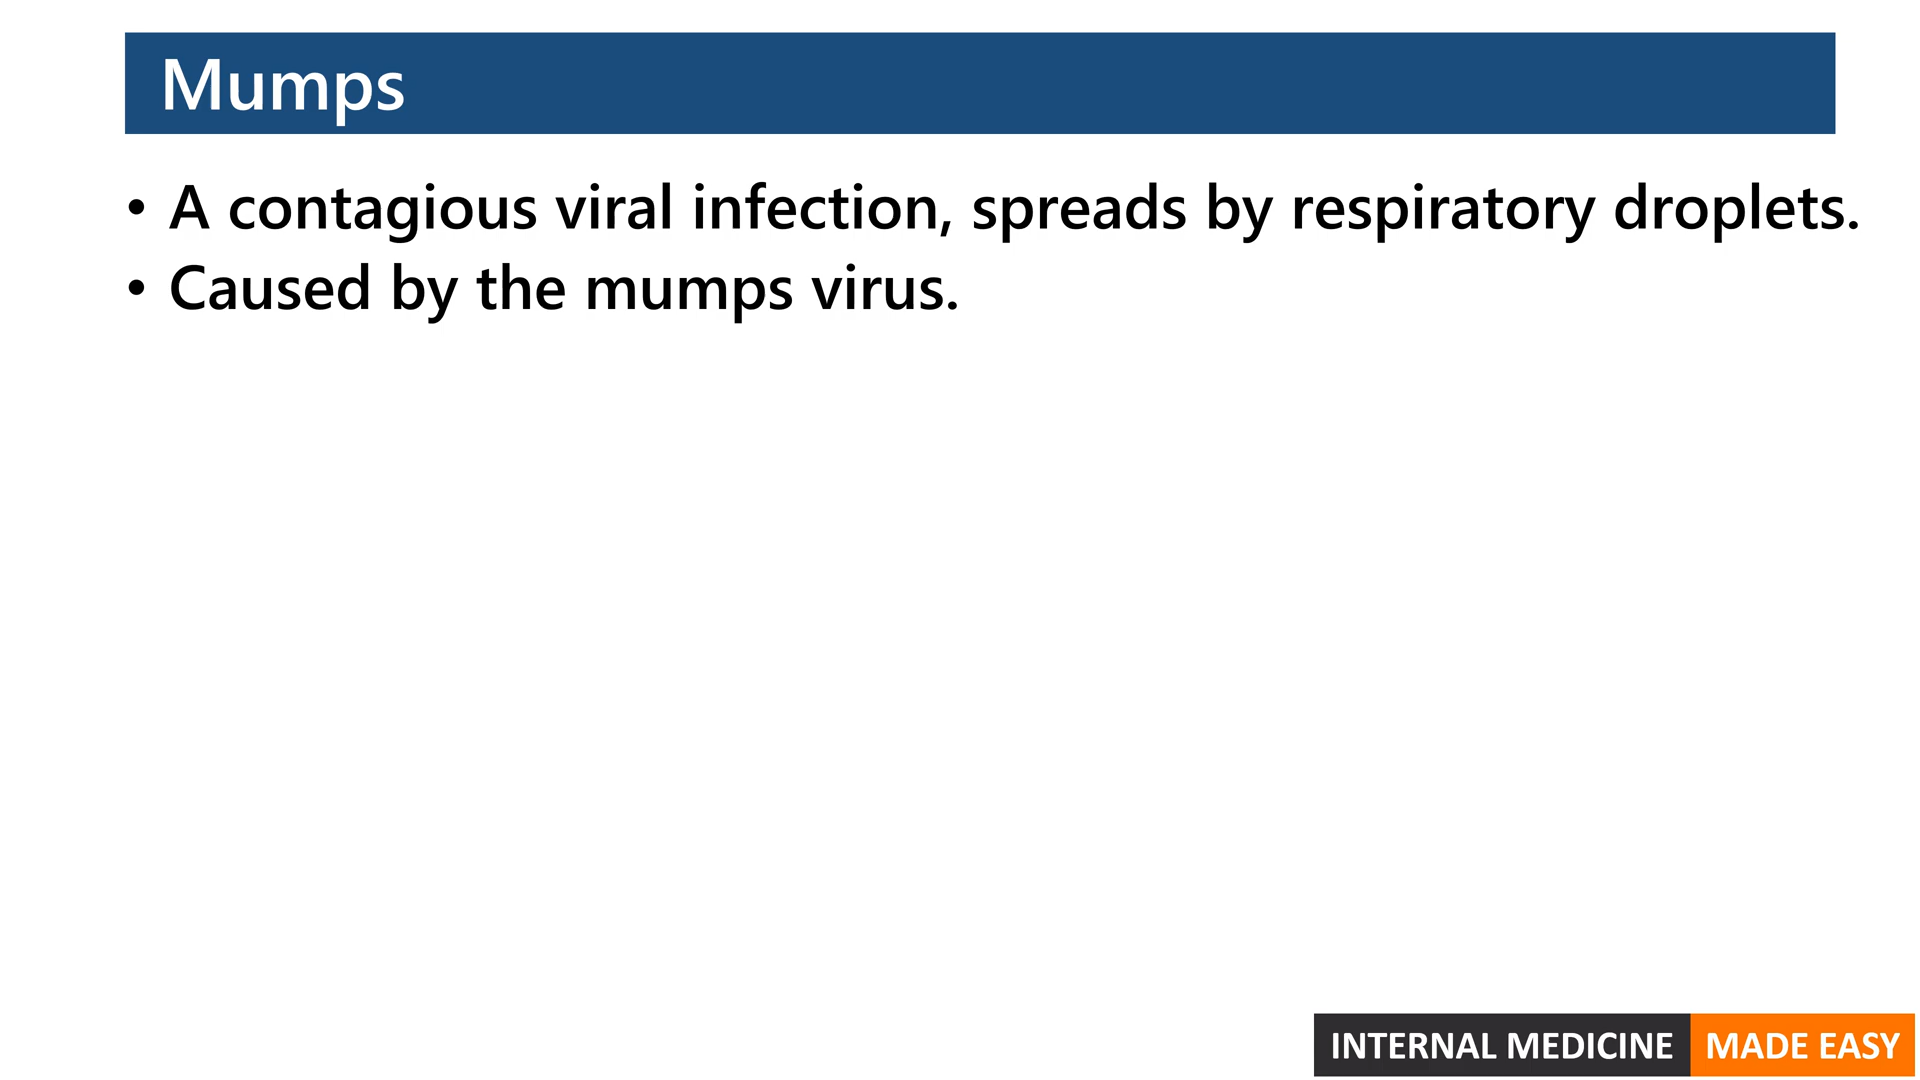 Mumps
• A contagious viral infection, spreads by respiratory droplets.
• Caused by the mumps virus.
INTERNAL MEDICINE MADE EASY